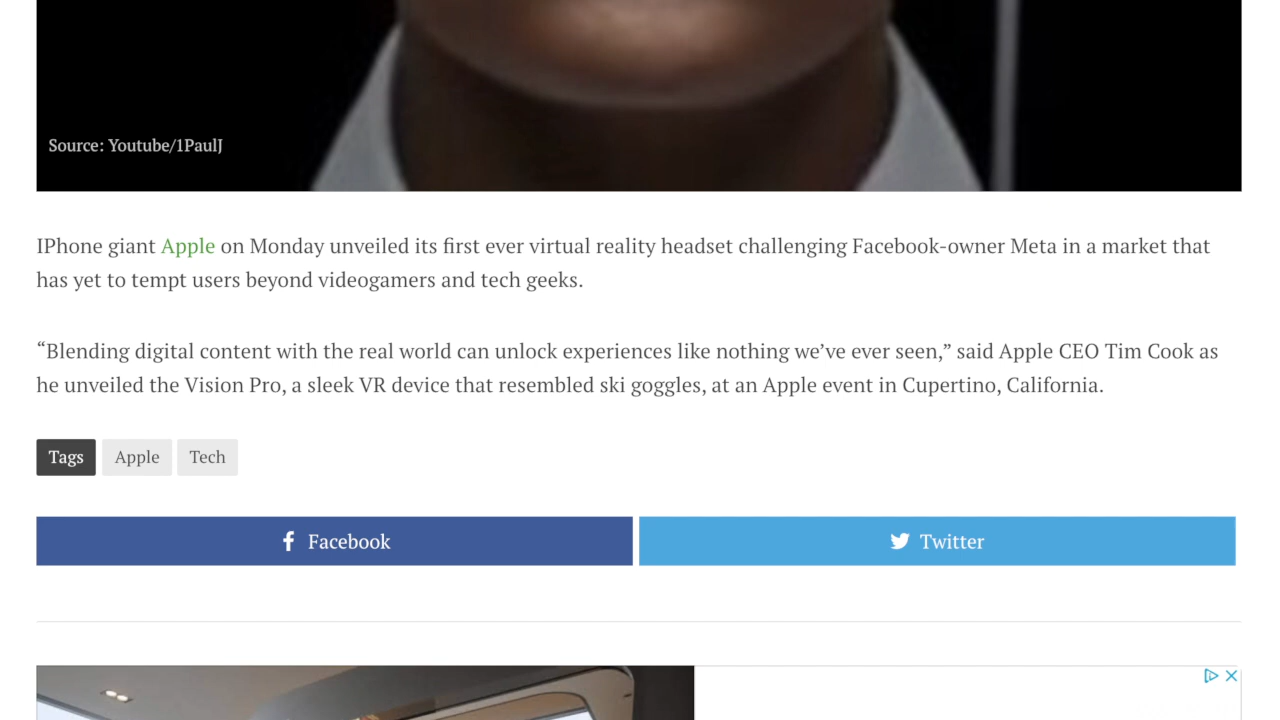 Source: Youtube/1PaulJ
IPhone giant Apple on Monday unveiled its first ever virtual reality headset challenging Facebook-owner Meta in a market that
has yet to tempt users beyond videogamers and tech geeks.
“Blending digital content with the real world can unlock experiences like nothing we’ve ever seen,” said Apple CEO Tim Cook as
he unveiled the Vision Pro, a sleek VR device that resembled ski goggles, at an Apple event in Cupertino, California.
Tags Apple Tech
Facebook Twitter